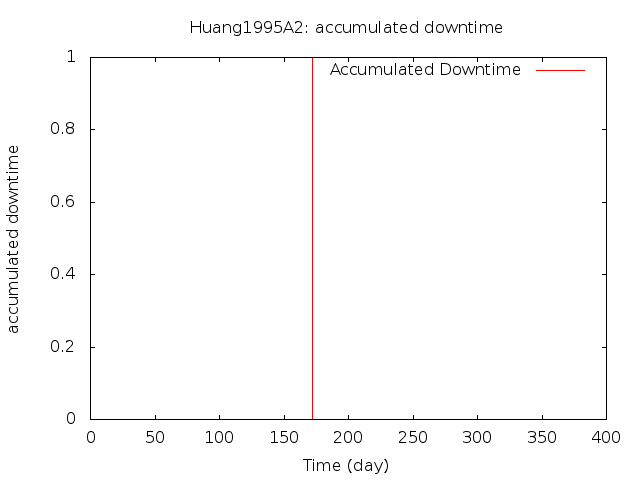 Huang1995A2: accumulated downtime
Accumulated Downtime
accumulated downtime
1
0.8
0.6
0.4
0.2
0
0 50 100 150 200 250 300 350 400
Time (day)